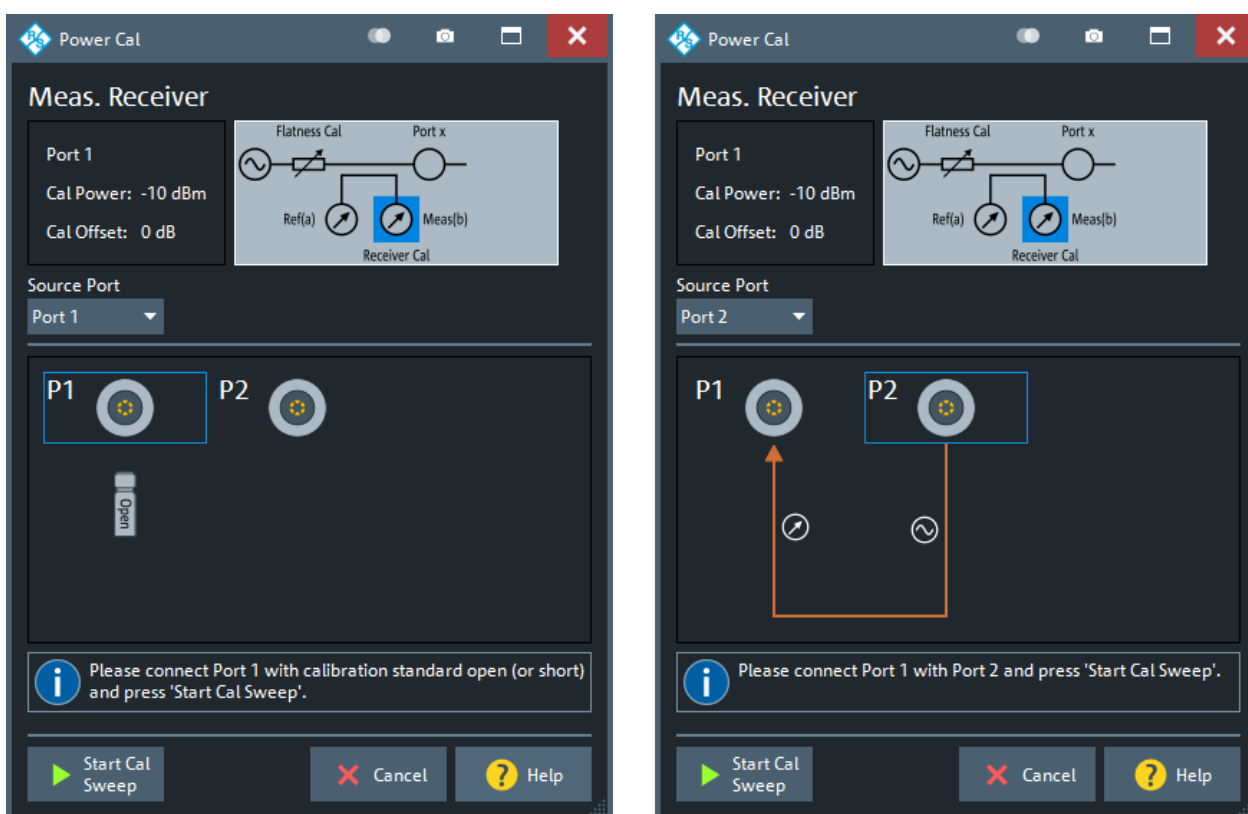 Power Cal
Meas. Receiver
Port 1
Cal Power: -10 dBm
Cal Offset: 0 dB
Flatness Cal
Port x
Ref(a)
Meas(b)
Receiver Cal
Source Port
Port 1
P1
P2
Open
Please connect Port 1 with calibration standard open (or short)
and press 'Start Cal Sweep'.
Start Cal
Sweep
Cancel
? Help
Power Cal
Meas. Receiver
Port 1
Cal Power: -10 dBm
Cal Offset: 0 dB
Flatness Cal
Port x
Ref(a)
Meas(b)
Receiver Cal
Source Port
Port 2
P1
P2
Please connect Port 1 with Port 2 and press 'Start Cal Sweep'.
Start Cal
Sweep
Cancel
? Help